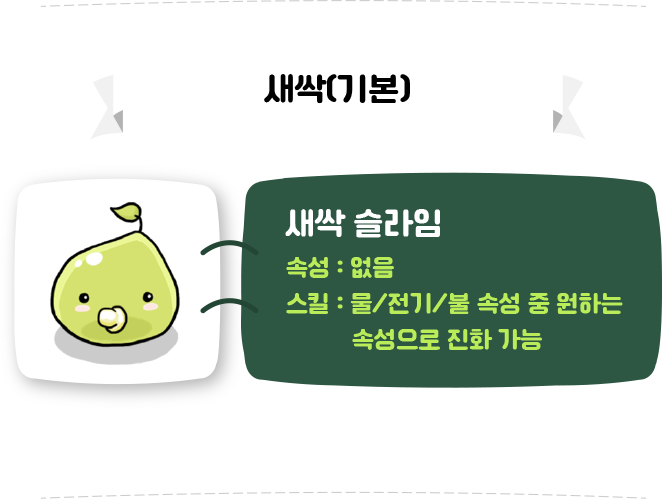 새싹(기본)
새싹 슬라임
속성 : 없음
스킬 : 물/전기/불 속성 중 원하는
속성으로 진화 가능